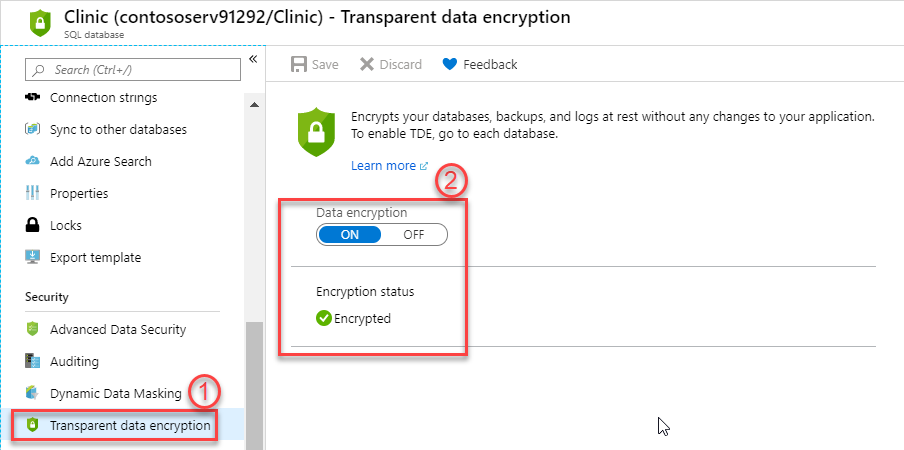 Clinic (contososerv91292/Clinic) - Transparent data encryption
SQL database
Search (Ctrl+/)
«
Connection strings
Sync to other databases
Add Azure Search
Properties
Locks
Export template
Security
Advanced Data Security
Auditing
Dynamic Data Masking
1
Transparent data encryption
Save
Discard
Feedback
Encrypts your databases, backups, and logs at rest without any changes to your application.
To enable TDE, go to each database.
Learn more
2
Data encryption
ON OFF
Encryption status
Encrypted